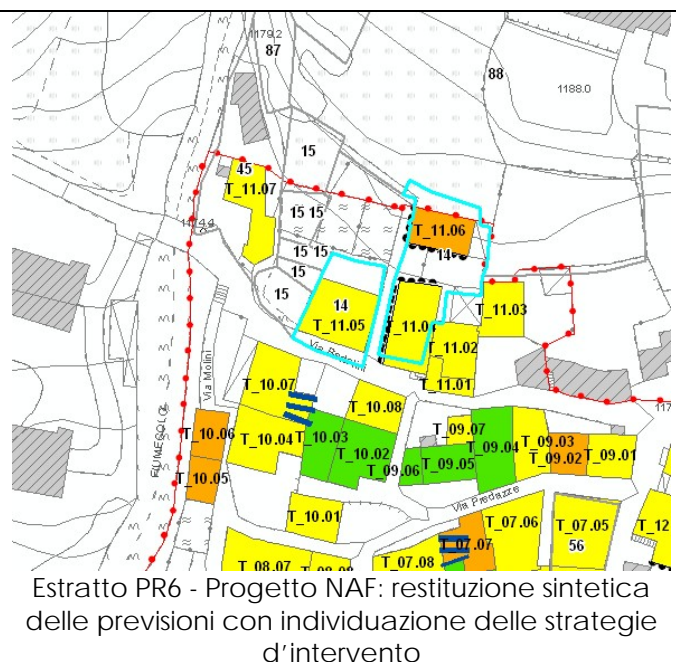 1179.2
87
88
1188.0
15
45
T_11.07
15 15
T_11.06
14
15 15
15
14
15
T_11.05
T_11.03
T_11.02
T_11.01
Via Molini
T_10.07
T_10.08
T_10.06
T_10.04
T_10.03
T_10.02
T_09.07
T_09.04
T_09.03
T_09.02
T_09.01
T_09.06
T_09.05
T_10.05
Via Predazze
T_10.01
T_07.06
T_07.05
T_12
56
T_07.07
T_07.08
T_08.07
Estratto PR6 - Progetto NAF: restituzione sintetica
delle previsioni con individuazione delle strategie
d'intervento